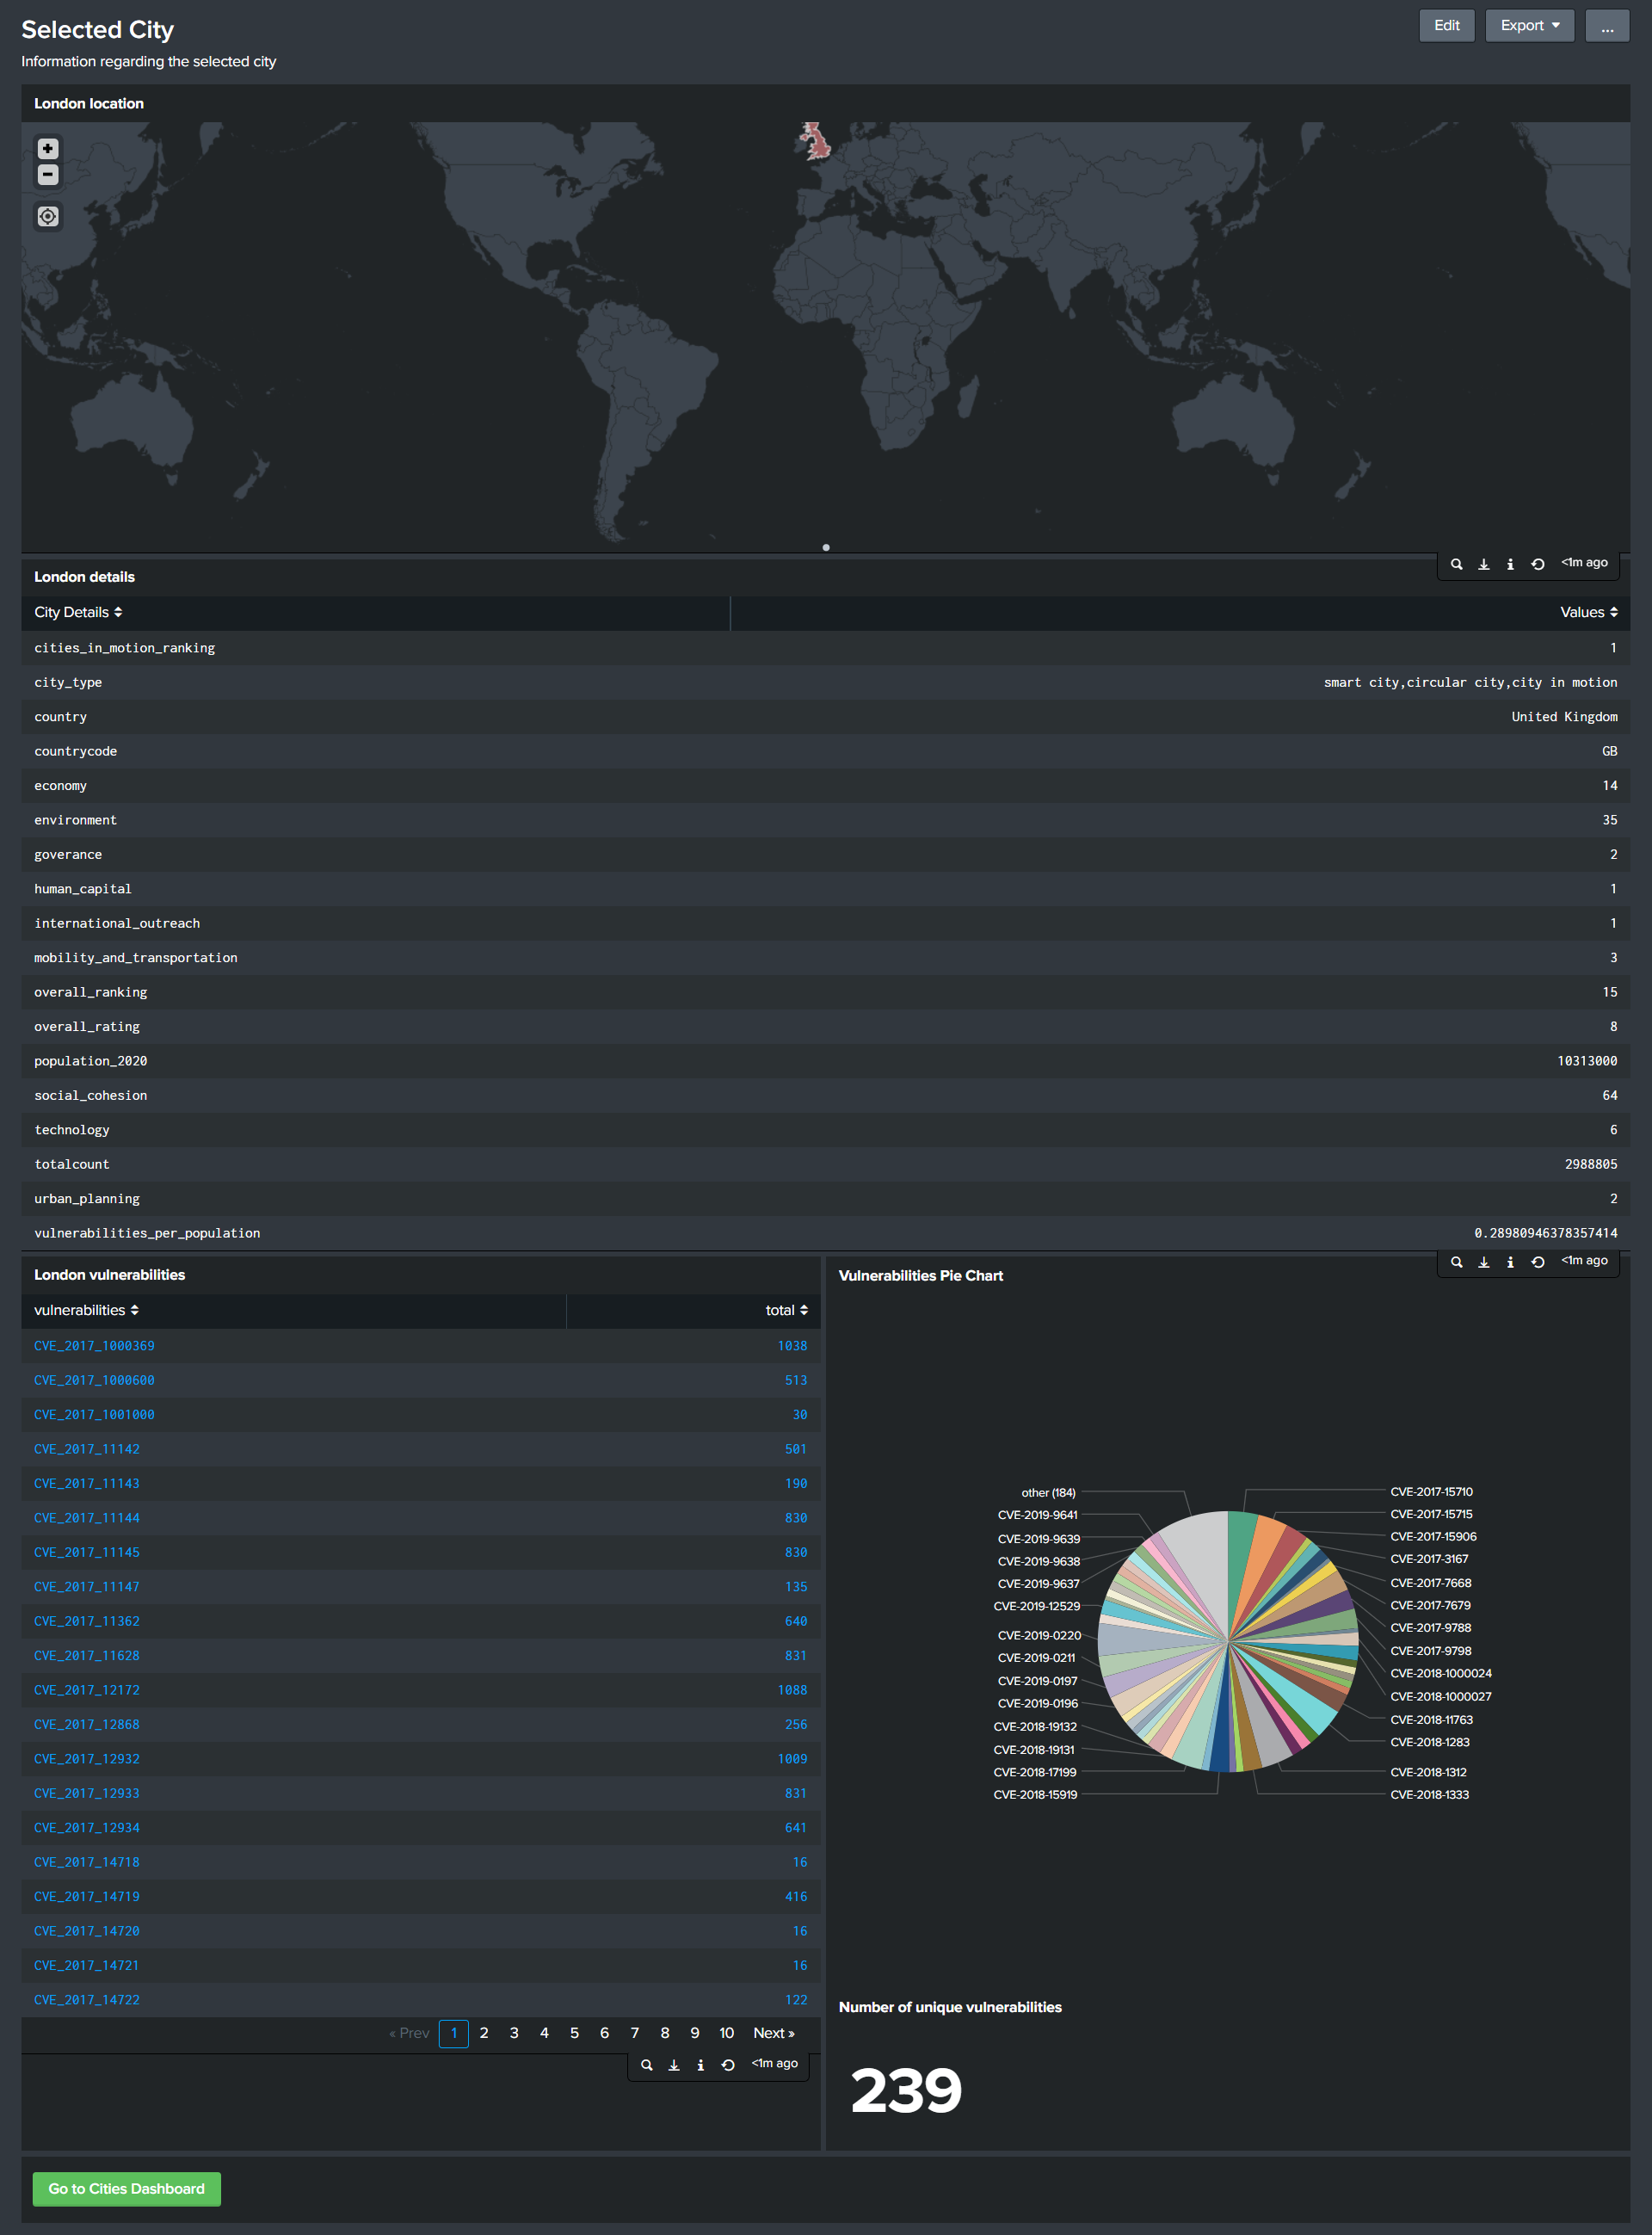 Selected City
Edit
Export
...
Information regarding the selected city
London location
<1m ago
London details
City Details Values
cities_in_motion_ranking 1
city_type smart city,circular city,city in motion
country United Kingdom
countrycode GB
economy 14
environment 35
goverance 2
human_capital 1
international_outreach 1
mobility_and_transportation 3
overall_ranking 15
overall_rating 8
population_2020 10313000
social_cohesion 64
technology 6
totalcount 2988805
urban_planning 2
vulnerabilities_per_population 0.28980946378357414
<1m ago
London vulnerabilities
vulnerabilities total
CVE_2017_1000369 1038
CVE_2017_1000600 513
CVE_2017_1001000 30
CVE_2017_11142 501
CVE_2017_11143 190
CVE_2017_11144 830
CVE_2017_11145 830
CVE_2017_11147 135
CVE_2017_11362 640
CVE_2017_11628 831
CVE_2017_12172 1088
CVE_2017_12868 256
CVE_2017_12932 1009
CVE_2017_12933 831
CVE_2017_12934 641
CVE_2017_14718 16
CVE_2017_14719 416
CVE_2017_14720 16
CVE_2017_14721 16
CVE_2017_14722 122
« Prev 1 2 3 4 5 6 7 8 9 10 Next »
<1m ago
Vulnerabilities Pie Chart
other (184)
CVE-2019-9641
CVE-2019-9639
CVE-2019-9638
CVE-2019-9637
CVE-2019-12529
CVE-2019-0220
CVE-2019-0211
CVE-2019-0197
CVE-2019-0196
CVE-2018-19132
CVE-2018-19131
CVE-2018-17199
CVE-2018-15919
CVE-2017-15710
CVE-2017-15715
CVE-2017-15906
CVE-2017-3167
CVE-2017-7668
CVE-2017-7679
CVE-2017-9788
CVE-2017-9798
CVE-2018-1000024
CVE-2018-1000027
CVE-2018-11763
CVE-2018-1283
CVE-2018-1312
CVE-2018-1333
Number of unique vulnerabilities
239
Go to Cities Dashboard